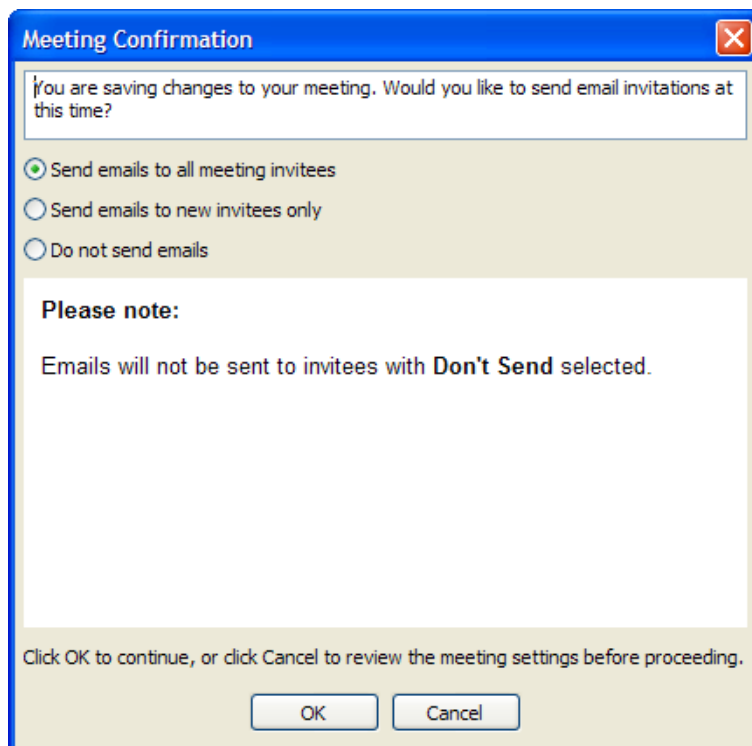 Meeting Confirmation
You are saving changes to your meeting. Would you like to send email invitations at
this time?
Send emails to all meeting invitees
Send emails to new invitees only
Do not send emails
Please note:
Emails will not be sent to invitees with Don't Send selected.
Click OK to continue, or click Cancel to review the meeting settings before proceeding.
OK Cancel